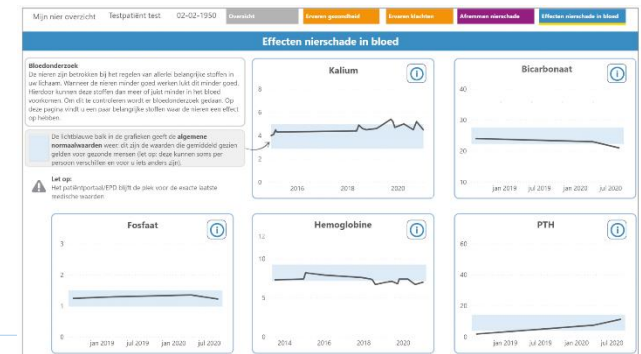 Mijn nier overzicht Testpatiënt test 02-02-1950 Overzicht Ervaren gezondheid Ervaren klachten Afremmen nierschade Effecten nierschade in bloed
Effecten nierschade in bloed
Bloedonderzoek
De nieren zijn betrokken bij het regelen van allerlei belangrijke stoffen in
uw lichaam. Wanneer de nieren minder goed werken lukt dit minder goed.
Hierdoor kunnen deze stoffen dan meer of juist minder in het bloed
voorkomen. Om dit te controleren wordt er bloedonderzoek gedaan. Op
deze pagina vindt u een paar belangrijke stoffen waar de nieren een effect
op hebben.
De lichtblauwe balk in de grafieken geeft de algemene
normaalwaarden weer: dit zijn de waarden die gemiddeld gezien
gelden voor gezonde mensen (let op: deze kunnen soms per
persoon verschillen en voor u iets anders zijn).
Let op:
Het patiëntportaal/EPD blijft de plek voor de exacte laatste
medische waarden
Kalium
8
6
4
2
0
2016 2018 2020
Bicarbonaat
40
30
20
10
jan 2019 jul 2019 jan 2020 jul 2020
Fosfaat
3
2
1
0
jan 2019 jul 2019 jan 2020 jul 2020
Hemoglobine
12
10
5
0
2014 2016 2018 2020
PTH
60
40
20
0
jan 2019 jul 2019 jan 2020 jul 2020